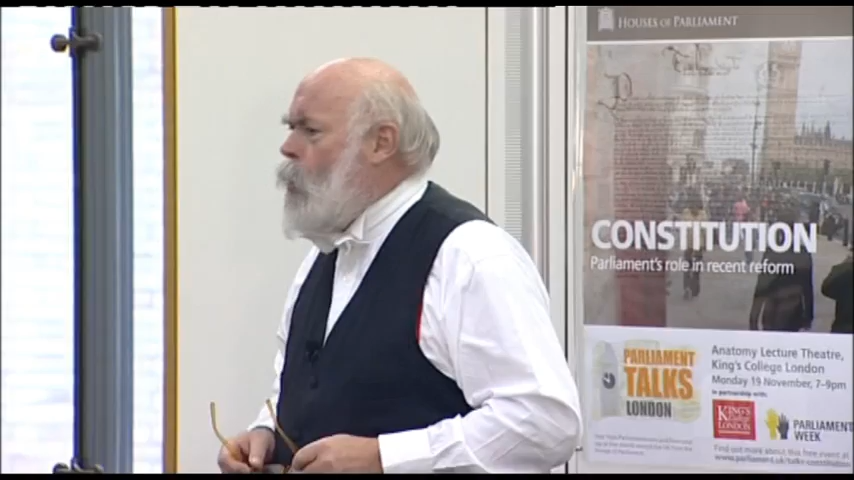 HOUSES OF PARLIAMENT
CONSTITUTION
Parliament's role in recent reform
PARLIAMENT
TALKS
LONDON
Anatomy Lecture Theatre,
King's College London
Monday 19 November, 7-9pm
In partnership with:
KING'S
College
LONDON
PARLIAMENT
WEEK
Find out more about this free event at
www.parliament.uk/talks-constitution